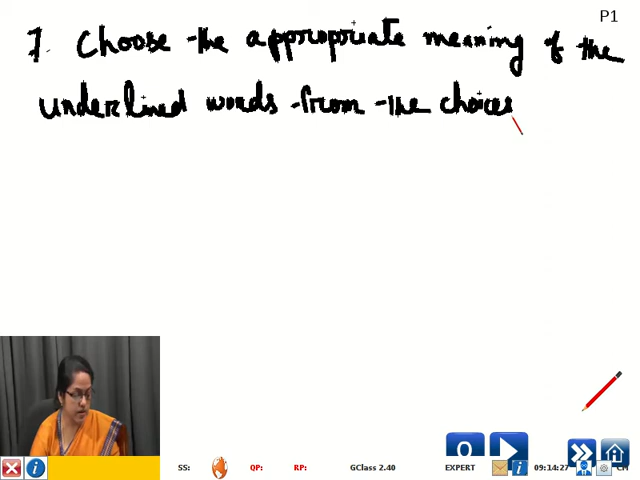 P1
7. Choose the appropriate meaning of the
underlined words from the choices
SS: QP: RP: GClass 2.40 EXPERT 09:14:27